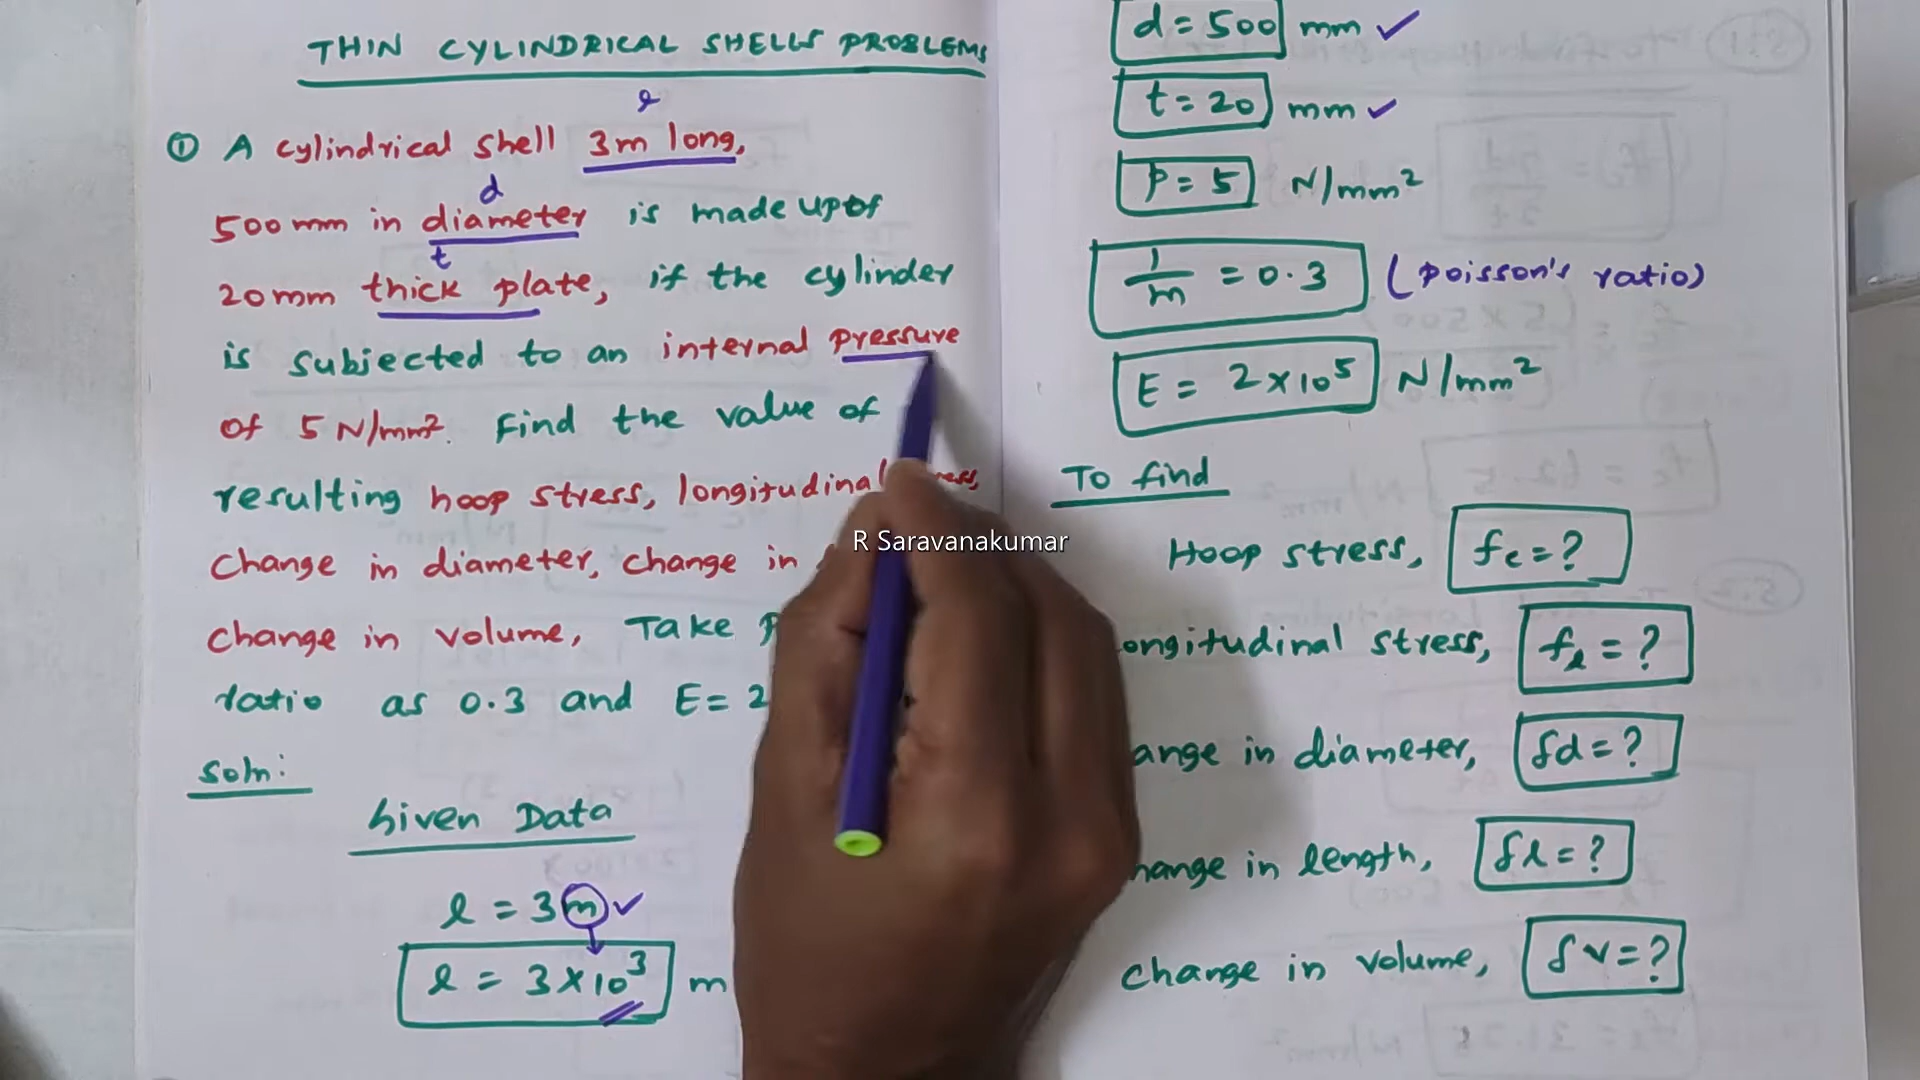 THIN CYLINDRICAL SHELLS PROBLEMS
l
① A cylindrical shell 3m long,
d
500mm in diameter is made upof
t
20mm thick plate, if the cylinder
is subjected to an internal pressure
of 5 N/mm². Find the value of
resulting hoop stress, longitudinal
change in diameter, change in
change in volume, Take
ratio as 0.3 and E= 2
Soln:
Given Data
l = 3m ✓
l = 3×10³ m
d = 500 mm ✓
t = 20 mm ✓
P = 5 N/mm²
1/m = 0.3 (poisson's ratio)
E = 2×10⁵ N/mm²
To find
Hoop stress, fc = ?
ongitudinal stress, fl = ?
ange in diameter, δd = ?
hange in length, δl = ?
change in volume, δv = ?
R Saravanakumar